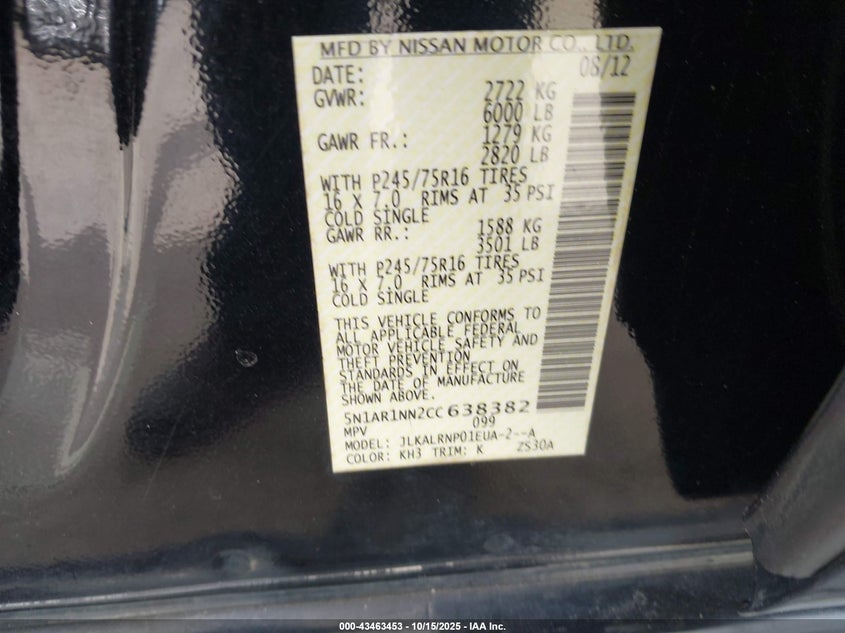 MFD BY NISSAN MOTOR CO., LTD.
DATE: 08/12
GVWR: 2722 KG
6000 LB
GAWR FR.: 1279 KG
2820 LB
WITH P245/75R16 TIRES
16 X 7.0 RIMS AT 35 PSI
COLD SINGLE
GAWR RR.: 1588 KG
3501 LB
WITH P245/75R16 TIRES
16 X 7.0 RIMS AT 35 PSI
COLD SINGLE
THIS VEHICLE CONFORMS TO
ALL APPLICABLE FEDERAL
MOTOR VEHICLE SAFETY AND
THEFT PREVENTION
STANDARDS IN EFFECT ON
THE DATE OF MANUFACTURE
SHOWN ABOVE.
5N1AR1NN2CC638382
MPV 099
MODEL: JLKALRNP01EUA-2--A
COLOR: KH3 TRIM: K ZS30A
000-43463453 - 10/15/2025 - IAA Inc.